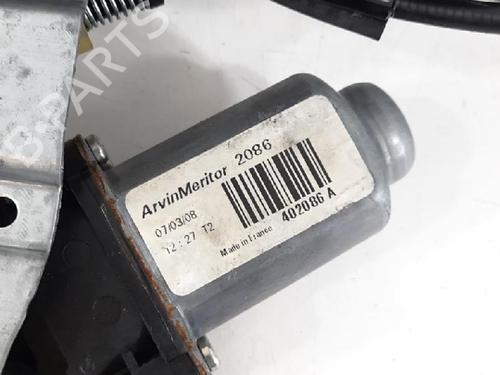 ArvinMeritor 2086
07/03/08
12:27 T2
402086 A
Made in France
B-PARTS